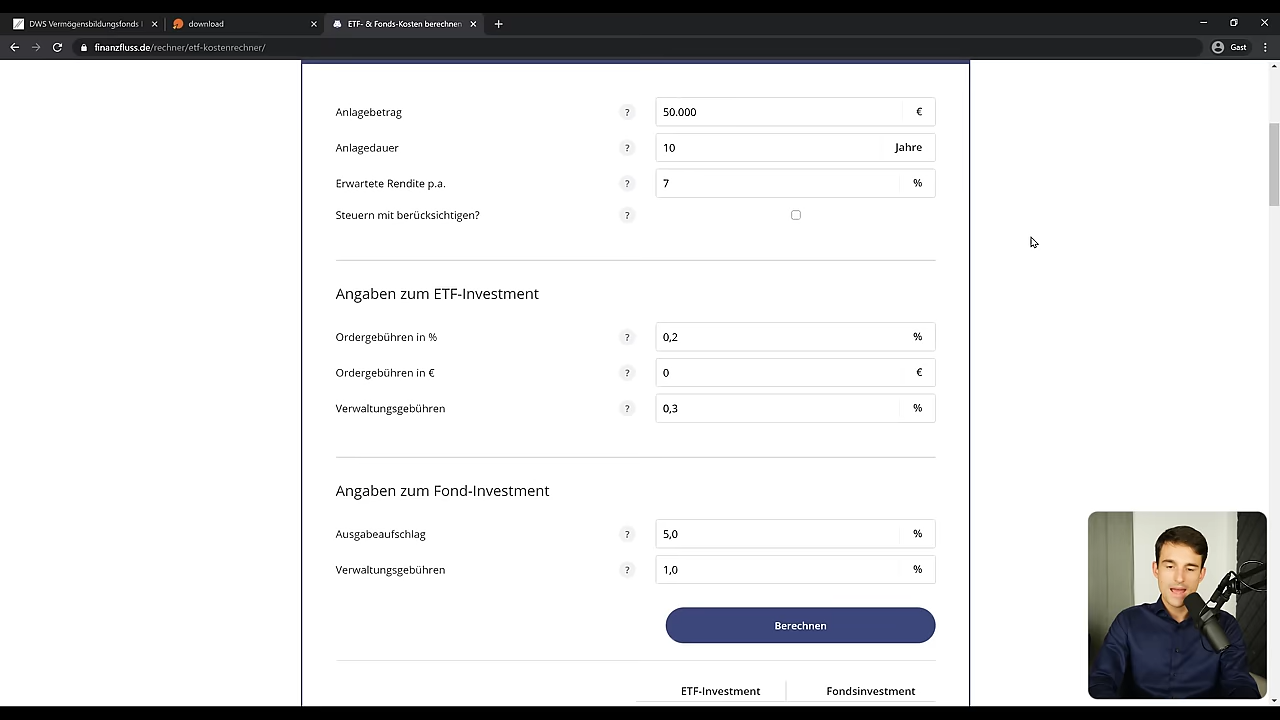 DWS Vermögensbildungsfonds I
download
ETF- & Fonds-Kosten berechnen
finanzfluss.de/rechner/etf-kostenrechner/
Gast
Anlagebetrag ? 50.000 €
Anlagedauer ? 10 Jahre
Erwartete Rendite p.a. ? 7 %
Steuern mit berücksichtigen? ?
Angaben zum ETF-Investment
Ordergebühren in % ? 0,2 %
Ordergebühren in € ? 0 €
Verwaltungsgebühren ? 0,3 %
Angaben zum Fond-Investment
Ausgabeaufschlag ? 5,0 %
Verwaltungsgebühren ? 1,0 %
Berechnen
ETF-Investment Fondsinvestment